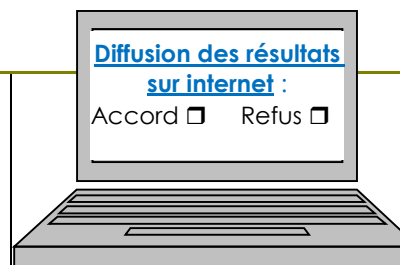 Diffusion des résultats
sur internet :
Accord ❒ Refus ❒